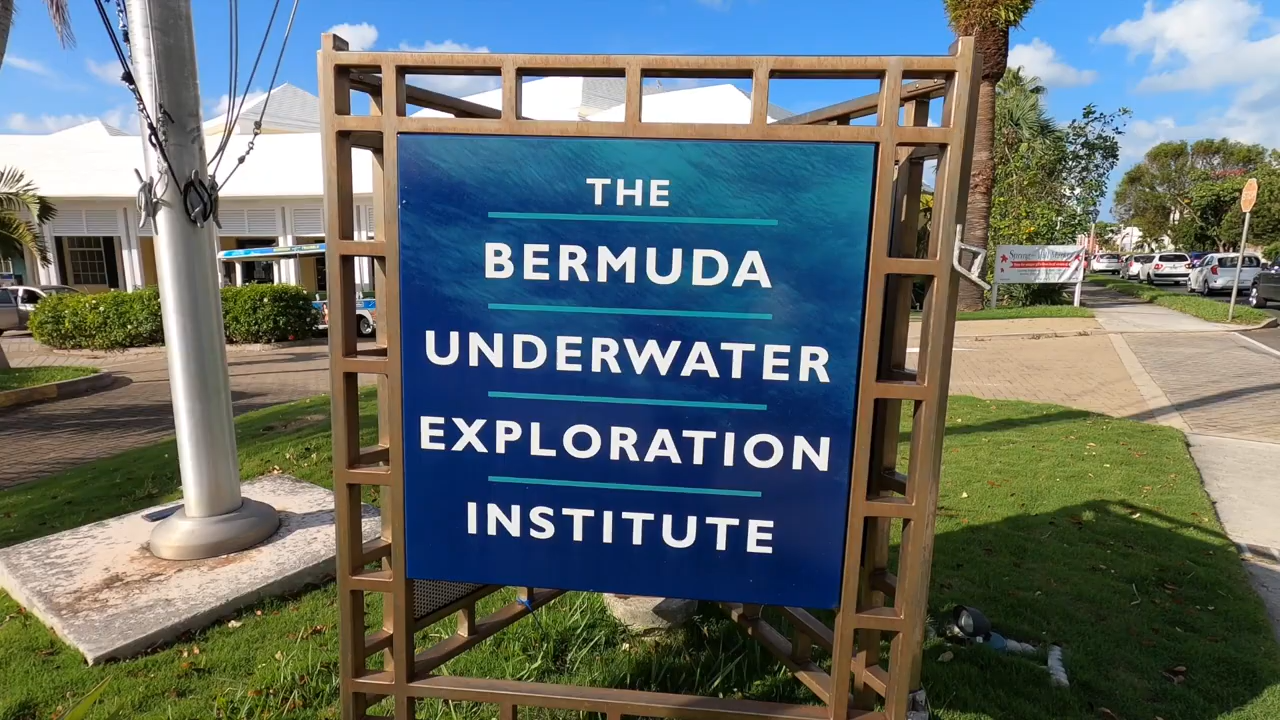 THE
BERMUDA
UNDERWATER
EXPLORATION
INSTITUTE